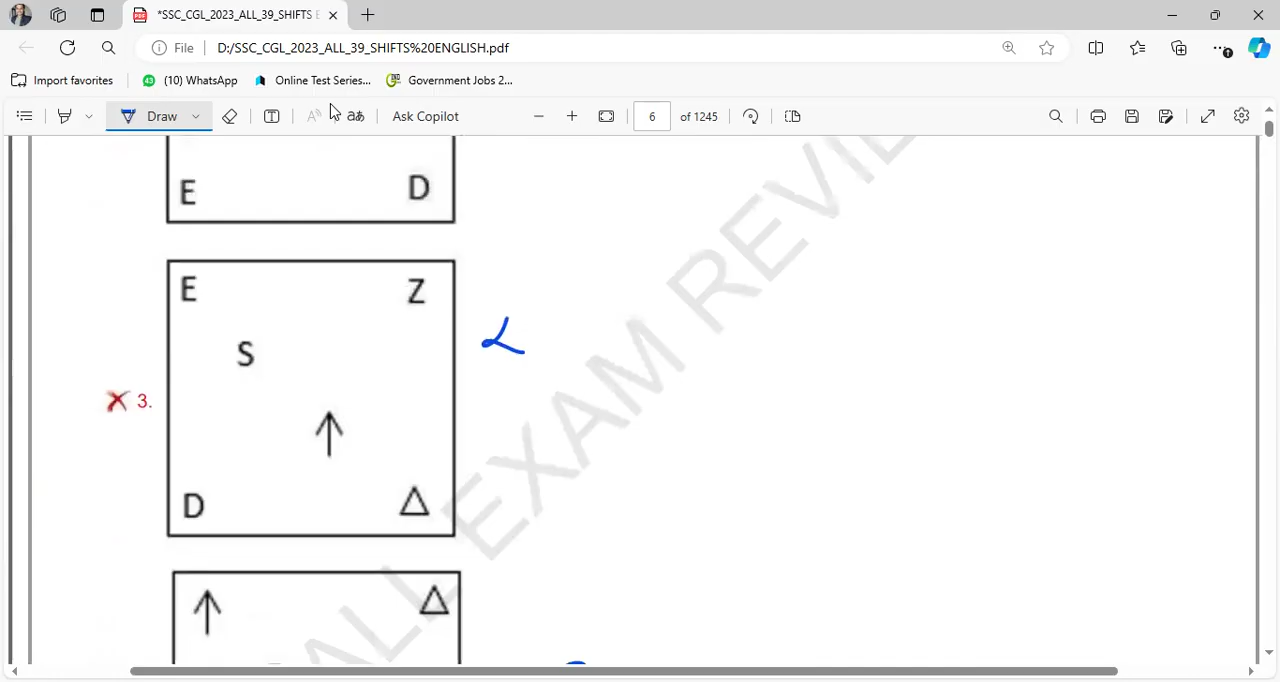 *SSC_CGL_2023_ALL_39_SHIFTS E
File D:/SSC_CGL_2023_ALL_39_SHIFTS%20ENGLISH.pdf
Import favorites (10) WhatsApp Online Test Series... Government Jobs 2...
Draw Ask Copilot 6 of 1245
E D
E Z
S
3.
D
ALL EXAM REVIE